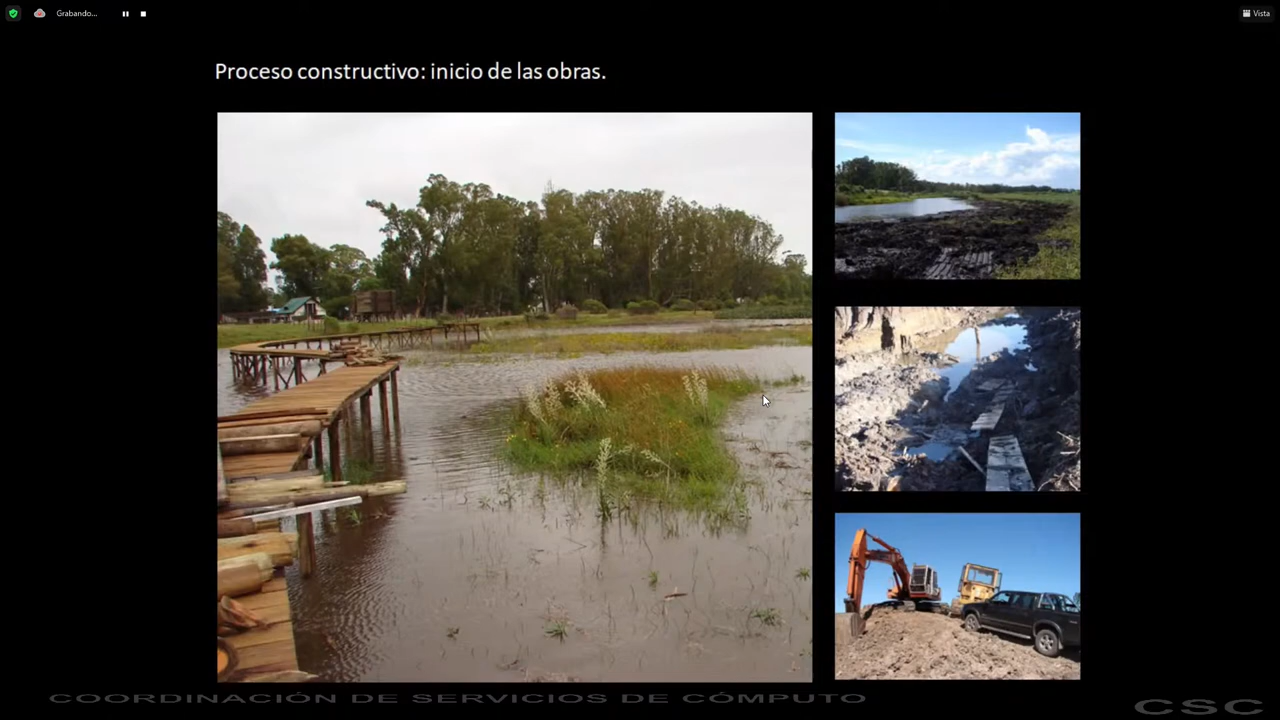 Grabando...
Vista
Proceso constructivo: inicio de las obras.
COORDINACIÓN DE SERVICIOS DE CÓMPUTO
CSC